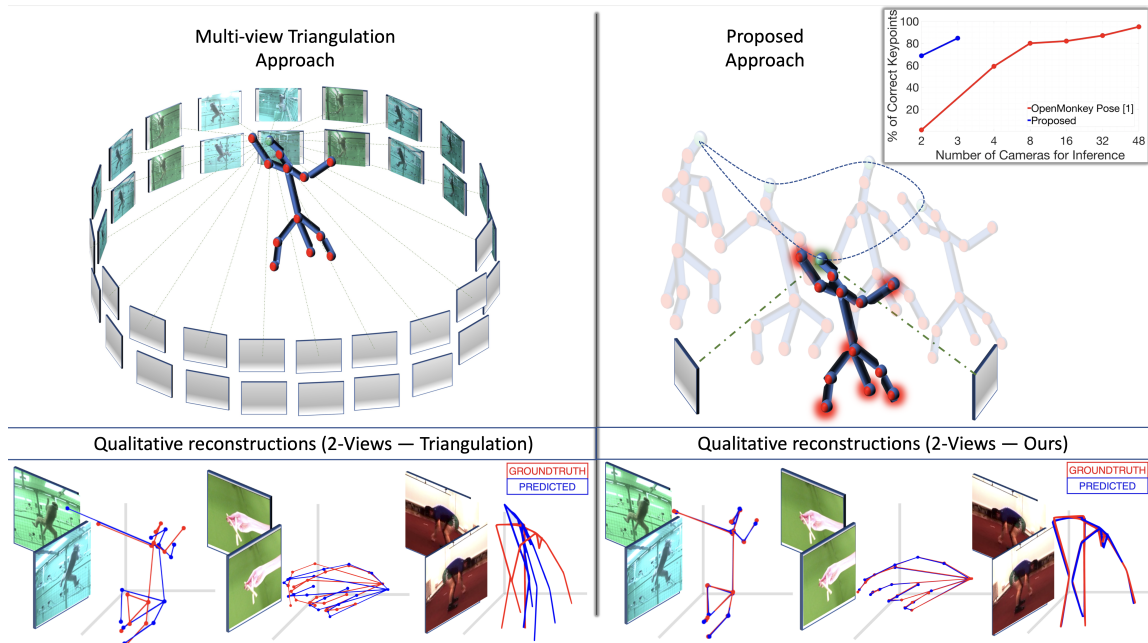 Multi-view Triangulation
Approach
Proposed
Approach
% of Correct Keypoints
100
80
60
40
20
OpenMonkey Pose [1]
Proposed
2 3 4 8 16 32 48
Number of Cameras for Inference
Qualitative reconstructions (2-Views — Triangulation)
GROUNDTRUTH
PREDICTED
Qualitative reconstructions (2-Views — Ours)
GROUNDTRUTH
PREDICTED